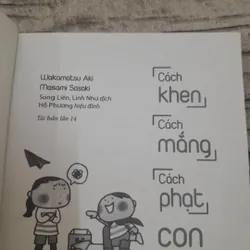 Wakamatsu Aki
Masami Sasaki
Song Liên, Linh Nhu dịch
Hồ Phương hiệu đính
Tái bản lần 14
Cách
khen
Cách
mắng
Cách
phạt
con